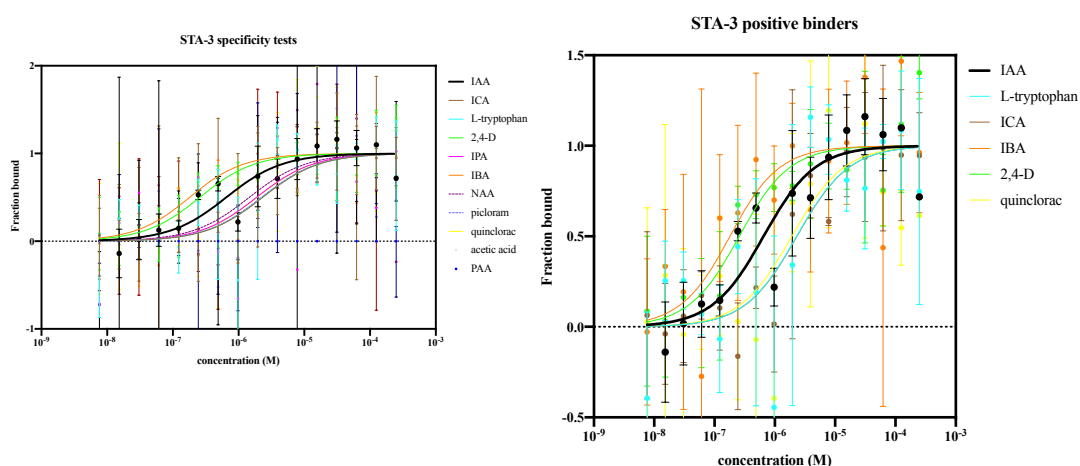 STA-3 specificity tests
2
1
0
-1
Fraction bound
10-9
10-8
10-7
10-6
10-5
10-4
10-3
concentration (M)
IAA
ICA
L-tryptophan
2,4-D
IPA
IBA
NAA
picloram
quinclorac
acetic acid
PAA
STA-3 positive binders
1.5
1.0
0.5
0.0
-0.5
Fraction bound
10-9
10-8
10-7
10-6
10-5
10-4
10-3
concentration (M)
IAA
L-tryptophan
ICA
IBA
2,4-D
quinclorac